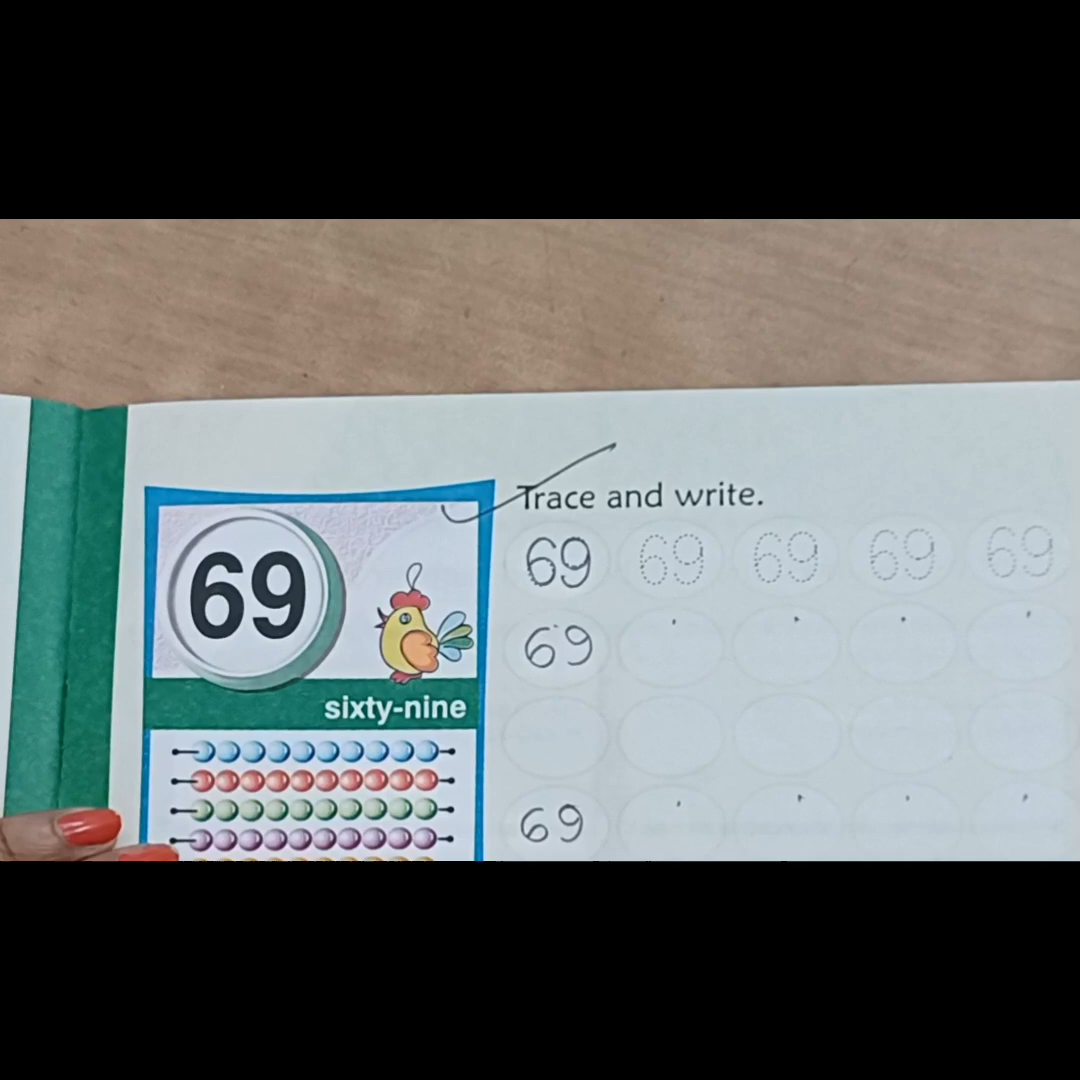 Trace and write.
69
69 69 69 69 69
69
sixty-nine
69